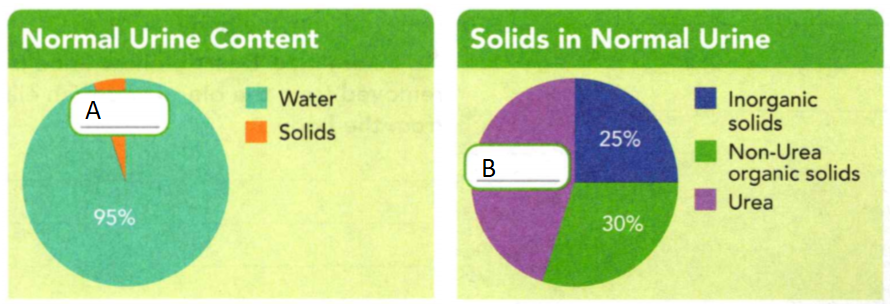 Normal Urine Content
A
95%
Water
Solids
Solids in Normal Urine
25%
B
30%
Inorganic
solids
Non-Urea
organic solids
Urea